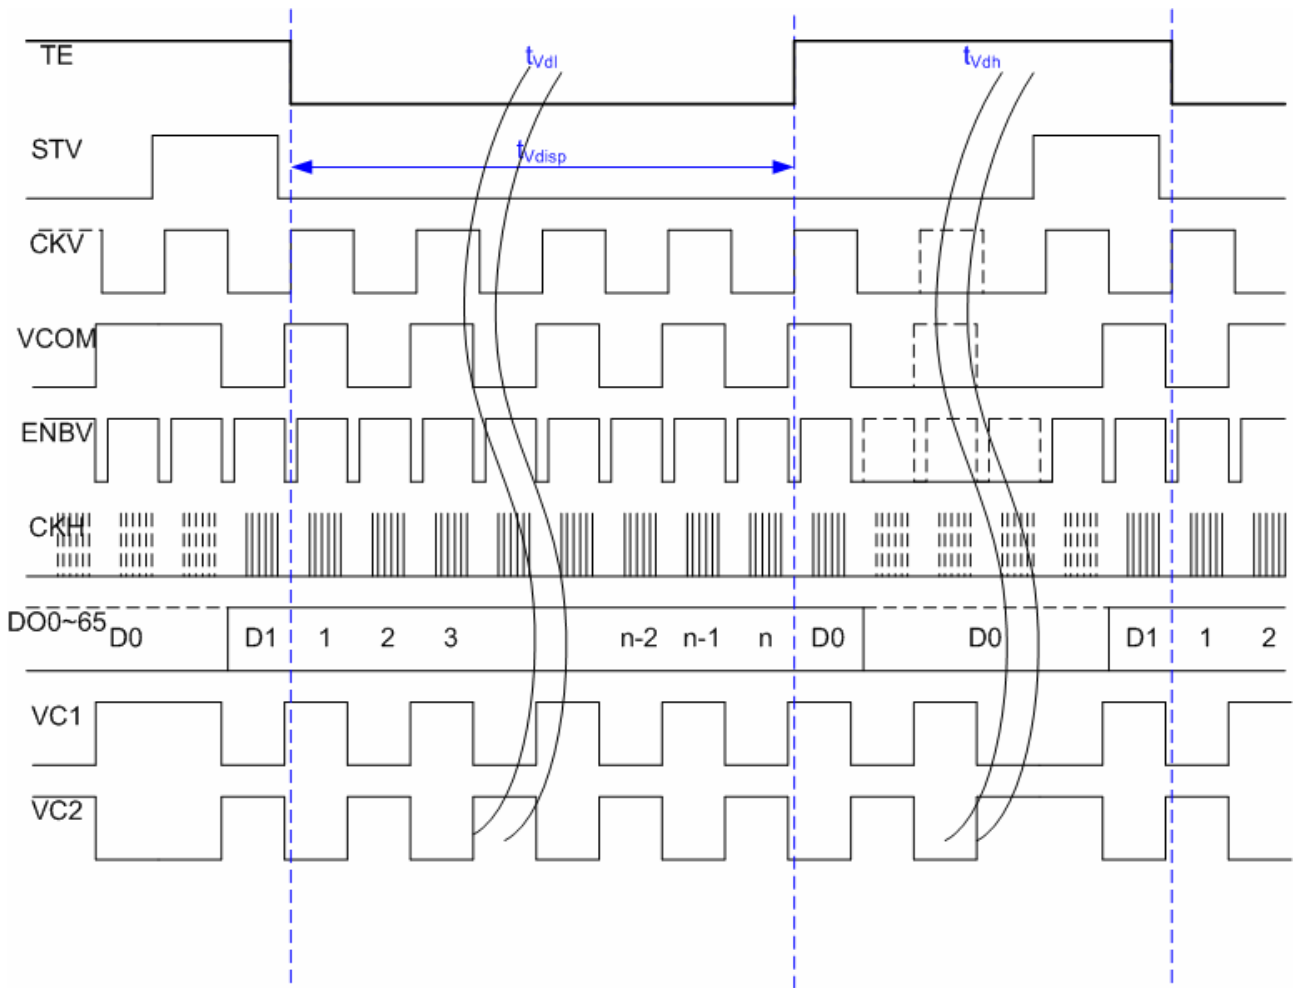 TE
tVdl
tVdh
STV
tVdisp
CKV
VCOM
ENBV
CKH
DO0~65 D0 D1 1 2 3 n-2 n-1 n D0 D0 D1 1 2
VC1
VC2